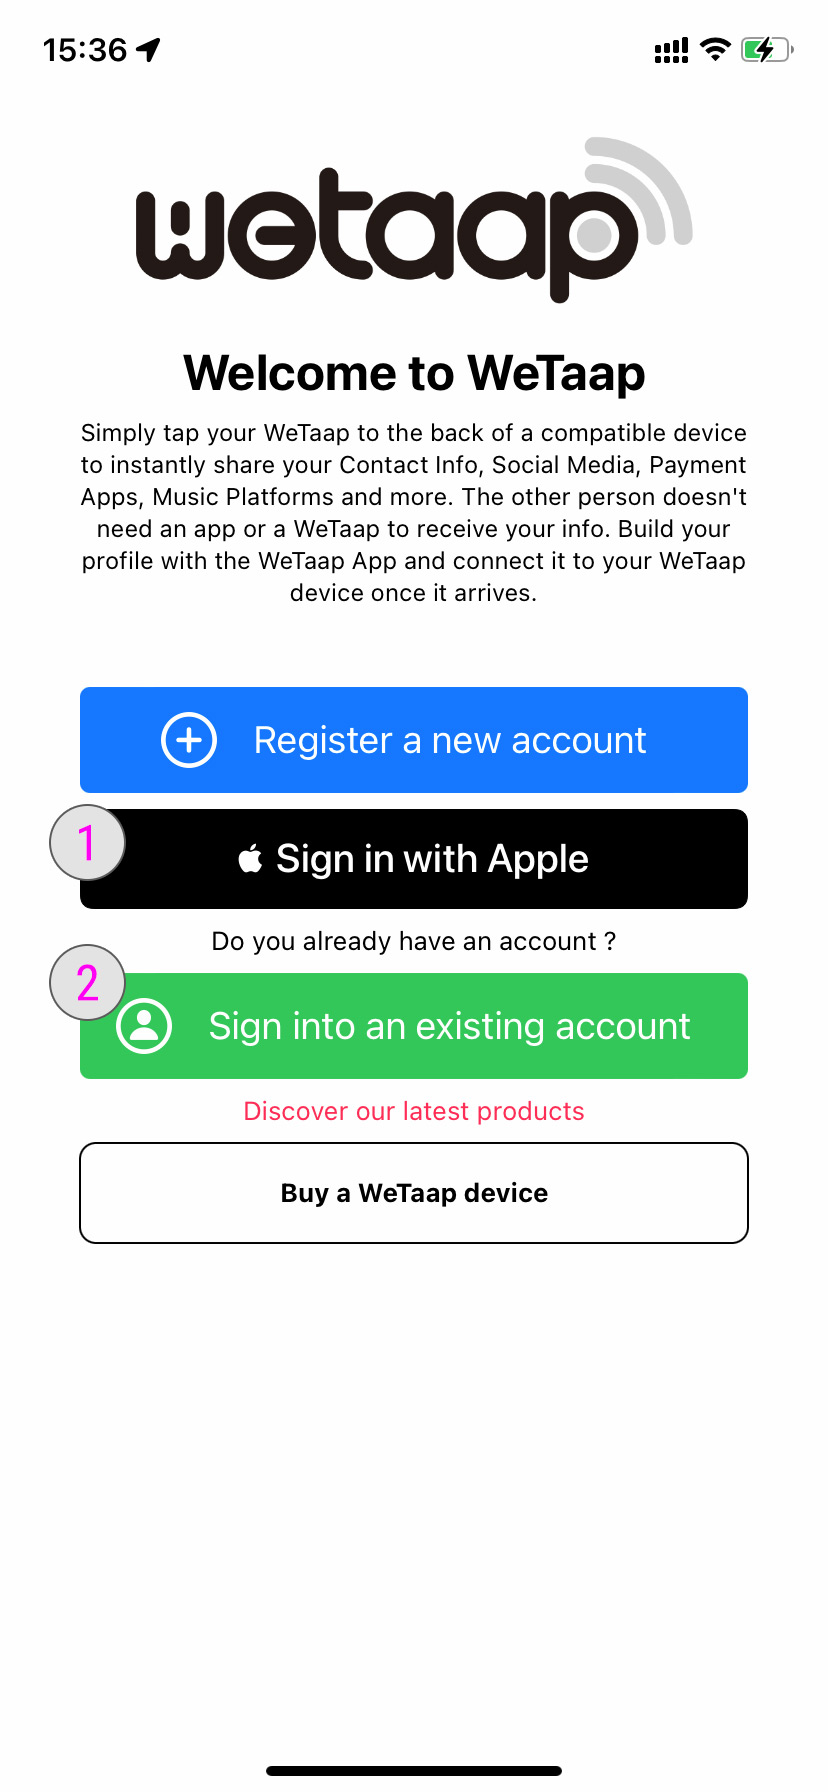 15:36
wetaap
Welcome to WeTaap
Simply tap your WeTaap to the back of a compatible device
to instantly share your Contact Info, Social Media, Payment
Apps, Music Platforms and more. The other person doesn't
need an app or a WeTaap to receive your info. Build your
profile with the WeTaap App and connect it to your WeTaap
device once it arrives.
Register a new account
1
Sign in with Apple
Do you already have an account ?
2
Sign into an existing account
Discover our latest products
Buy a WeTaap device